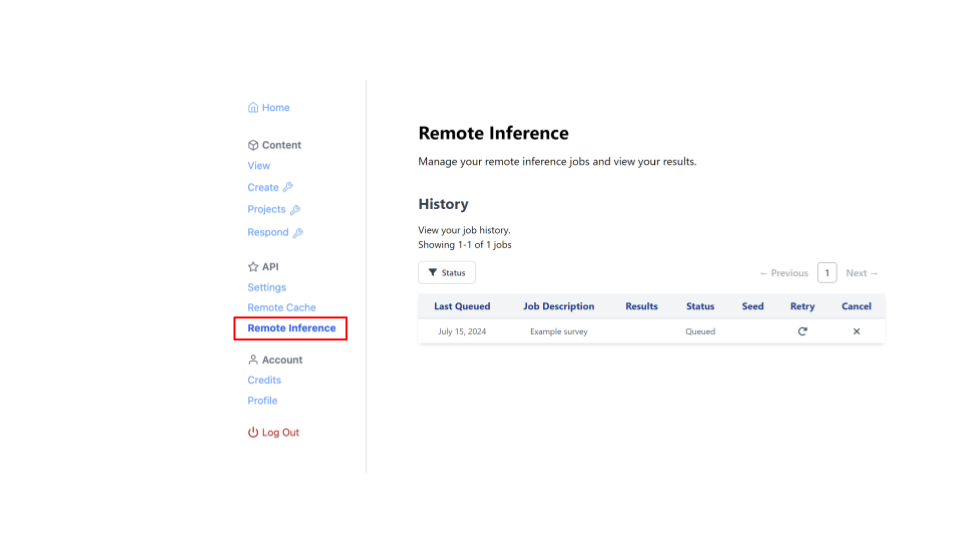 Home
Content
View
Create
Projects
Respond
API
Settings
Remote Cache
Remote Inference
Account
Credits
Profile
Log Out
Remote Inference
Manage your remote inference jobs and view your results.
History
View your job history.
Showing 1-1 of 1 jobs
Status
← Previous 1 Next →
Last Queued Job Description Results Status Seed Retry Cancel
July 15, 2024 Example survey Queued